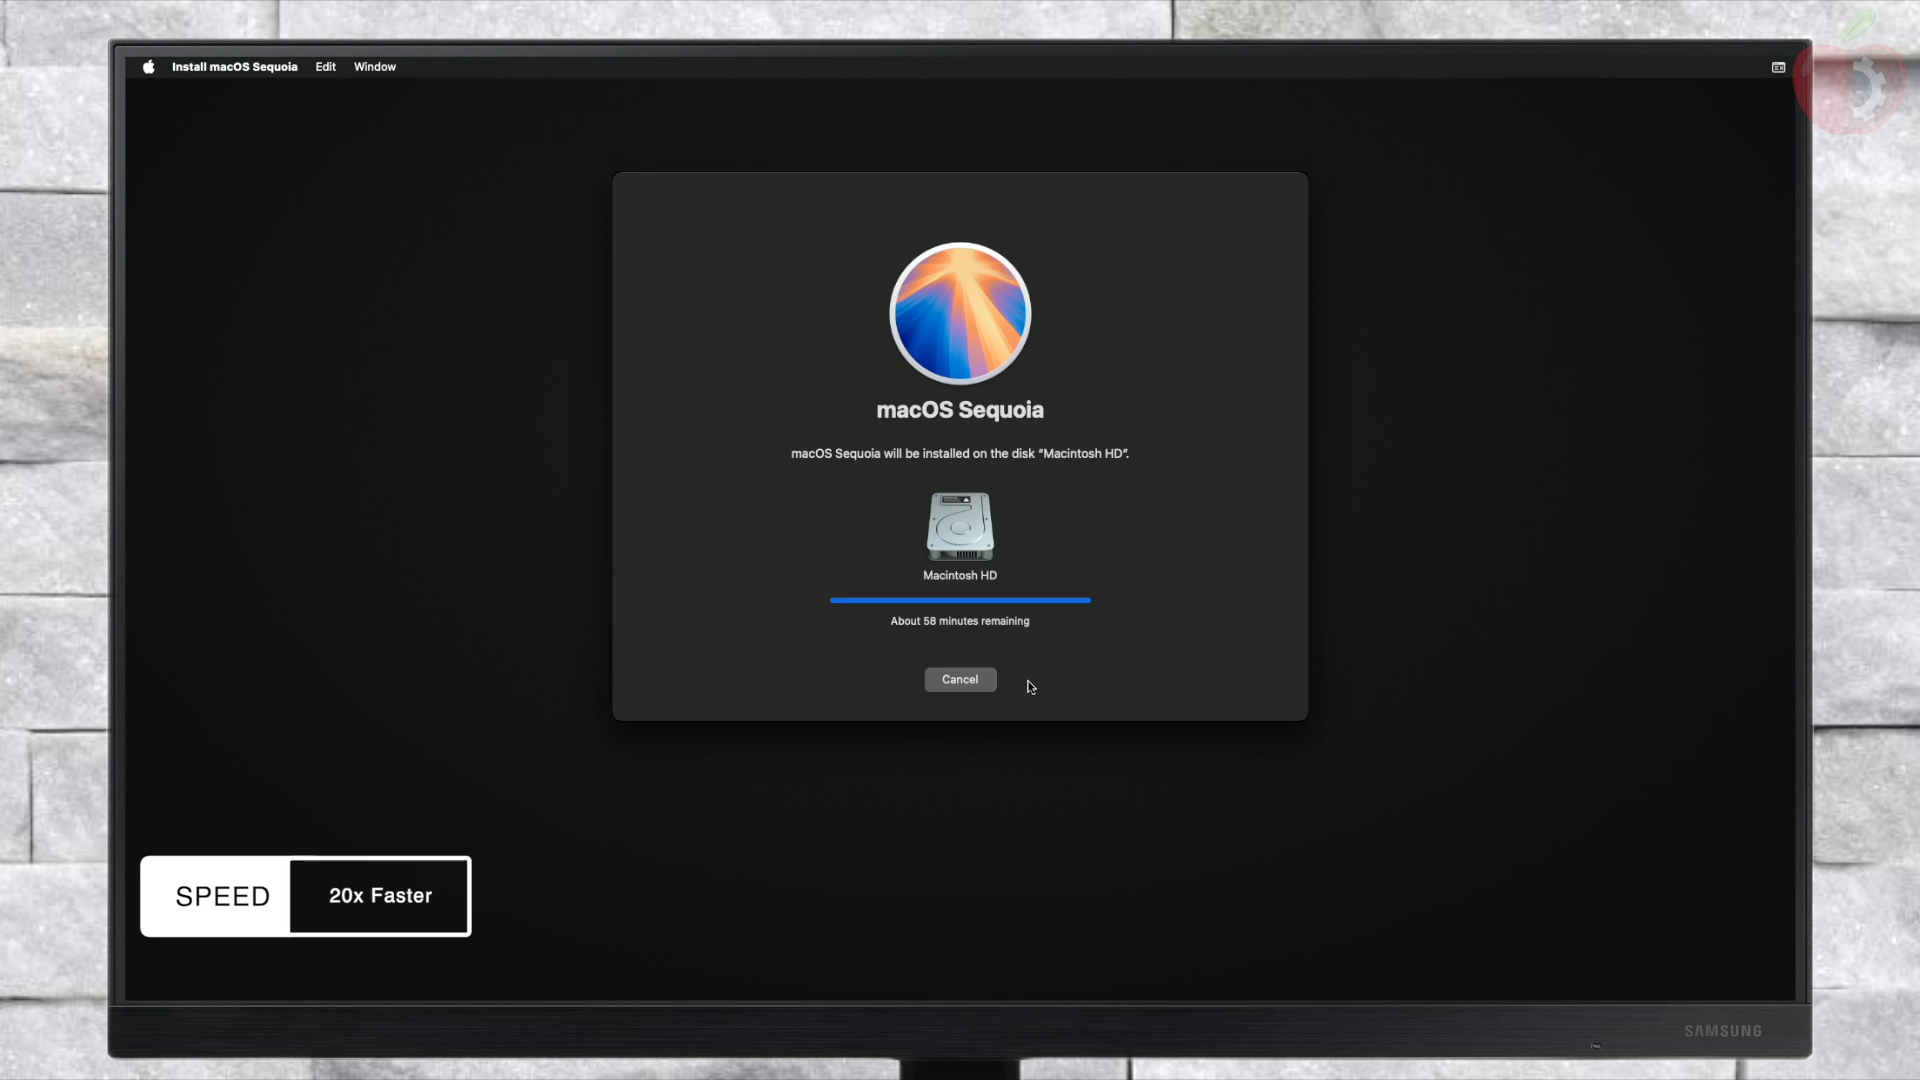 Install macOS Sequoia Edit Window
macOS Sequoia
macOS Sequoia will be installed on the disk “Macintosh HD”.
Macintosh HD
About 58 minutes remaining
Cancel
SPEED 20x Faster
SAMSUNG